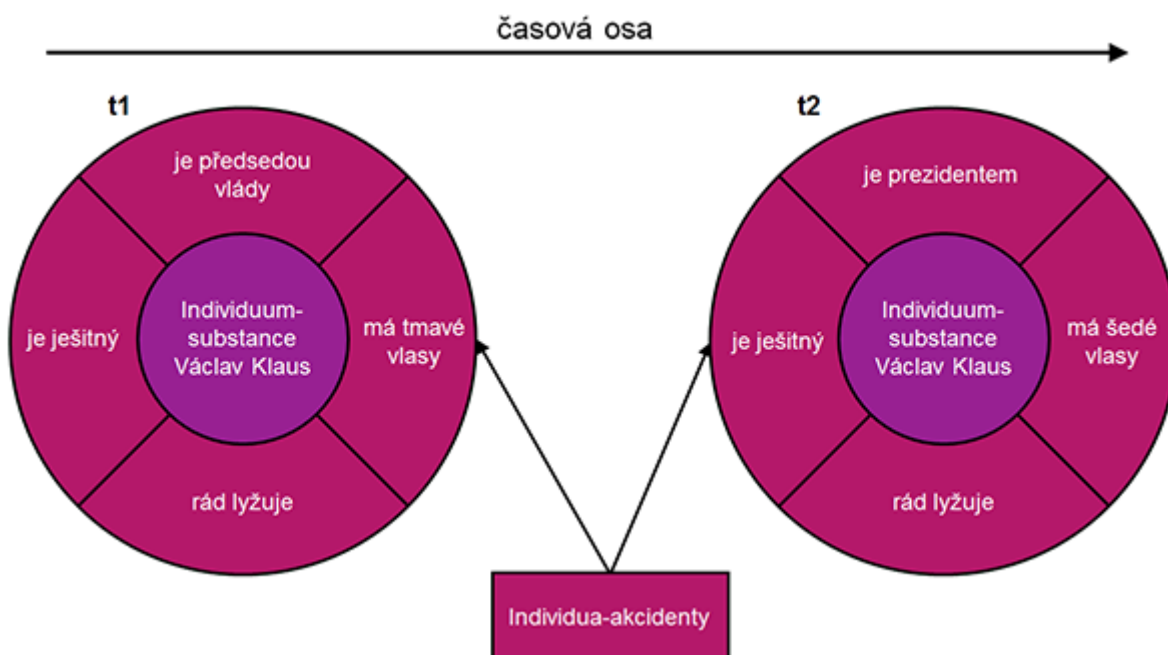 časová osa
t1
je předsedou
vlády
je ješitný
Individuum-
substance
Václav Klaus
má tmavé
vlasy
rád lyžuje
t2
je prezidentem
je ješitný
Individuum-
substance
Václav Klaus
má šedé
vlasy
rád lyžuje
Individua-akcidenty